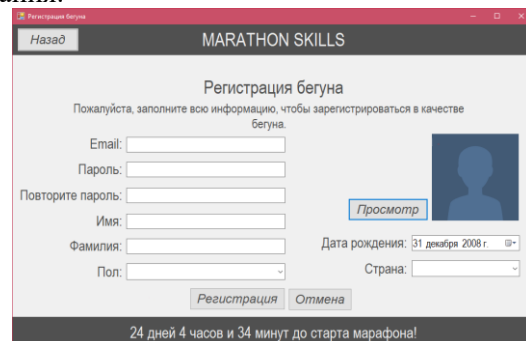 Регистрация бегуна
Назад
MARATHON SKILLS
Регистрация бегуна
Пожалуйста, заполните всю информацию, чтобы зарегистрироваться в качестве
бегуна.
Email:
Пароль:
Повторите пароль:
Просмотр
Имя:
Фамилия:
Дата рождения: 31 декабря 2008 г.
Пол:
Страна:
Регистрация Отмена
24 дней 4 часов и 34 минут до старта марафона!